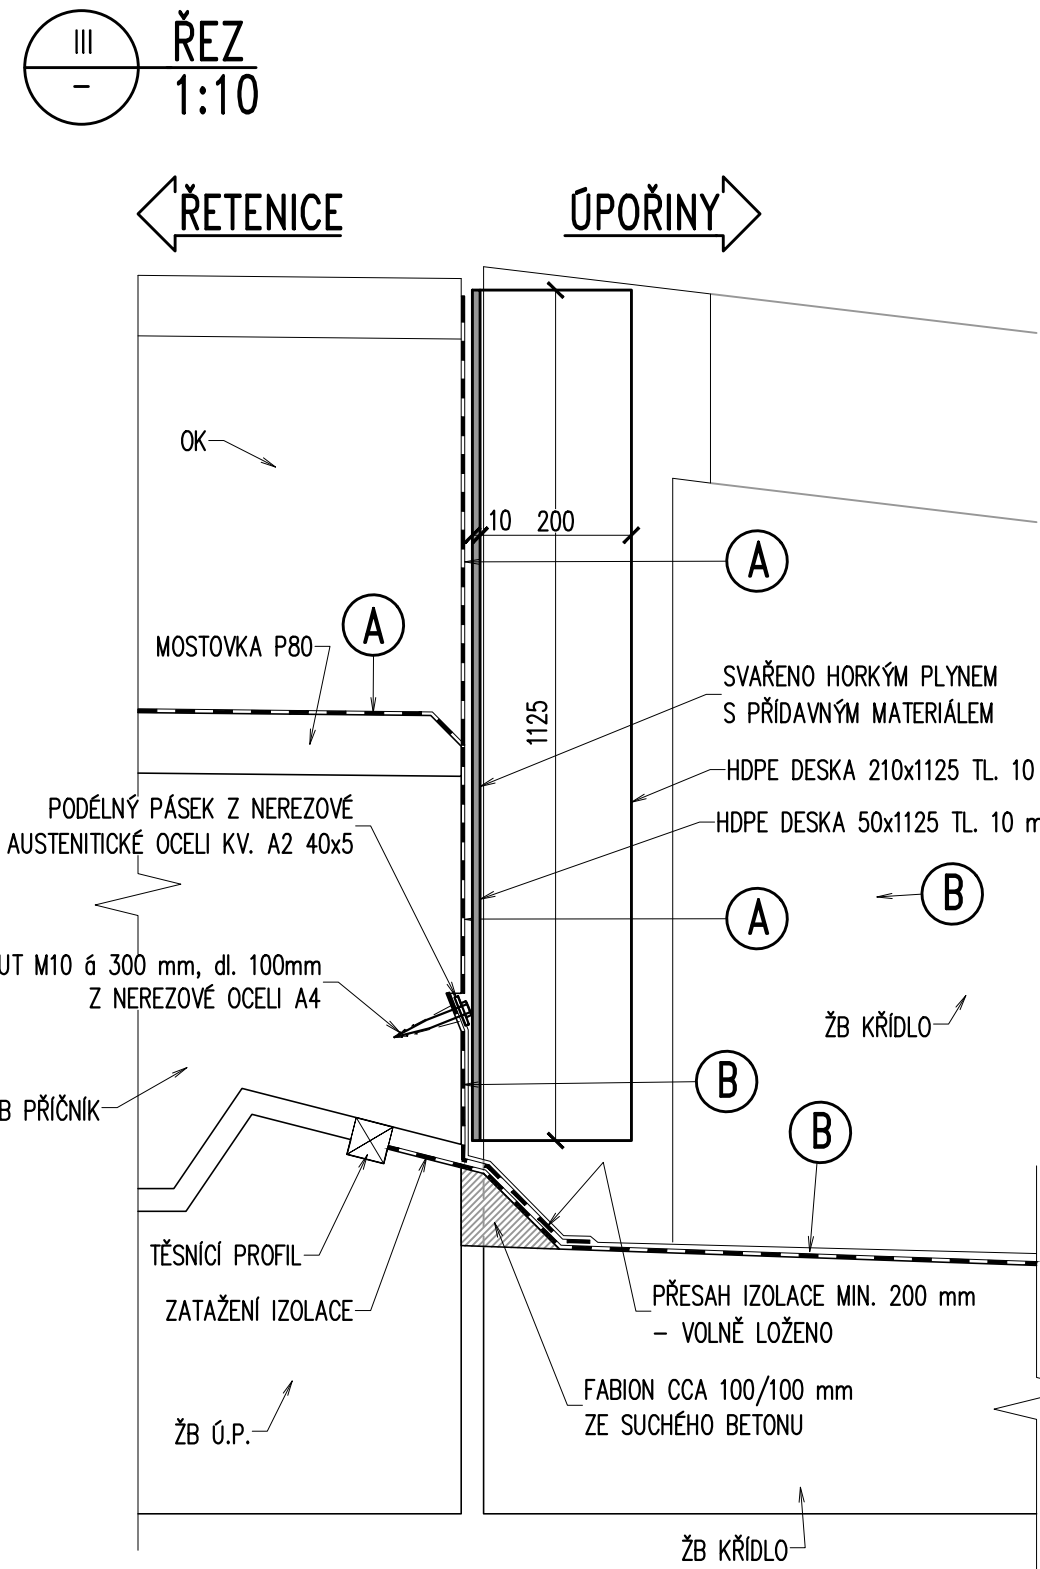 III
–
ŘEZ
1:10
ŘETENICE
ÚPOŘINY
OK
10 200
A
A
MOSTOVKA P80
1125
SVAŘENO HORKÝM PLYNEM
S PŘÍDAVNÝM MATERIÁLEM
HDPE DESKA 210x1125 TL. 10
PODÉLNÝ PÁSEK Z NEREZOVÉ
AUSTENITICKÉ OCELI KV. A2 40x5
HDPE DESKA 50x1125 TL. 10 m
B
A
UT M10 á 300 mm, dl. 100mm
Z NEREZOVÉ OCELI A4
ŽB KŘÍDLO
B
B PŘÍČNÍK
B
TĚSNÍCÍ PROFIL
ZATAŽENÍ IZOLACE
PŘESAH IZOLACE MIN. 200 mm
– VOLNĚ LOŽENO
FABION CCA 100/100 mm
ZE SUCHÉHO BETONU
ŽB Ú.P.
ŽB KŘÍDLO